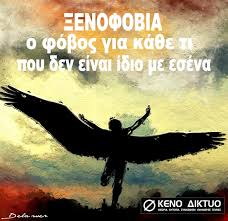 ΞΕΝΟΦΟΒΙΑ
ο φόβος για κάθε τι
που δεν είναι ίδιο με εσένα
ΚΕΝΟ ΔΙΚΤΥΟ